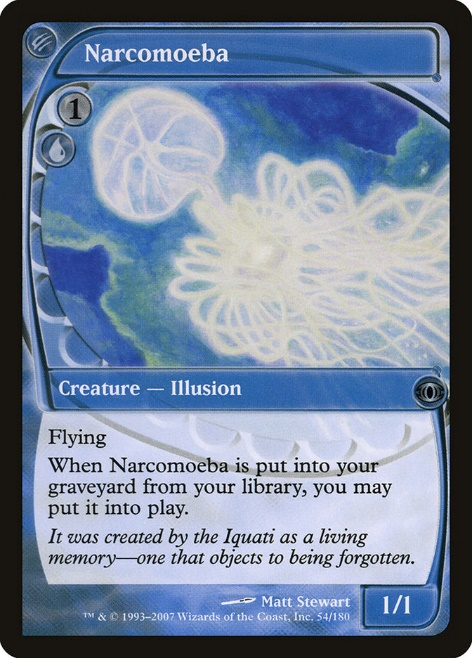 Narcomoeba
1
Creature — Illusion
Flying
When Narcomoeba is put into your
graveyard from your library, you may
put it into play.
It was created by the Iquati as a living
memory—one that objects to being forgotten.
Matt Stewart
™ & © 1993–2007 Wizards of the Coast, Inc. 54/180
1/1